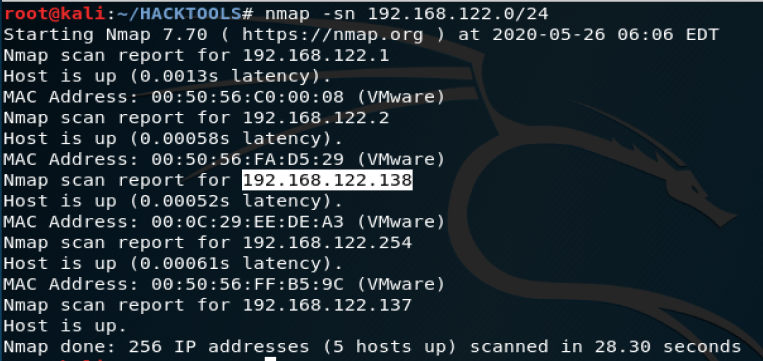 root@kali:~/HACKTOOLS# nmap -sn 192.168.122.0/24
Starting Nmap 7.70 ( https://nmap.org ) at 2020-05-26 06:06 EDT
Nmap scan report for 192.168.122.1
Host is up (0.0013s latency).
MAC Address: 00:50:56:C0:00:08 (VMware)
Nmap scan report for 192.168.122.2
Host is up (0.00058s latency).
MAC Address: 00:50:56:FA:D5:29 (VMware)
Nmap scan report for 192.168.122.138
Host is up (0.00052s latency).
MAC Address: 00:0C:29:EE:DE:A3 (VMware)
Nmap scan report for 192.168.122.254
Host is up (0.00061s latency).
MAC Address: 00:50:56:FF:B5:9C (VMware)
Nmap scan report for 192.168.122.137
Host is up.
Nmap done: 256 IP addresses (5 hosts up) scanned in 28.30 seconds